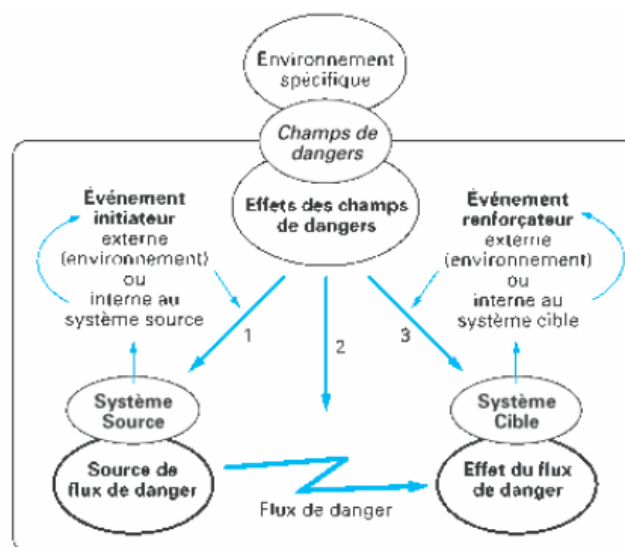 Environnement
spécifique
Champs de
dangers
Effets des champs
de dangers
Événement
initiateur
externe
(environnement)
ou
interne au
système source
Événement
renforçateur
externe
(environnement)
ou
interne au
système cible
1
2
3
Système
Source
Source de
flux de danger
Flux de danger
Système
Cible
Effet du flux
de danger